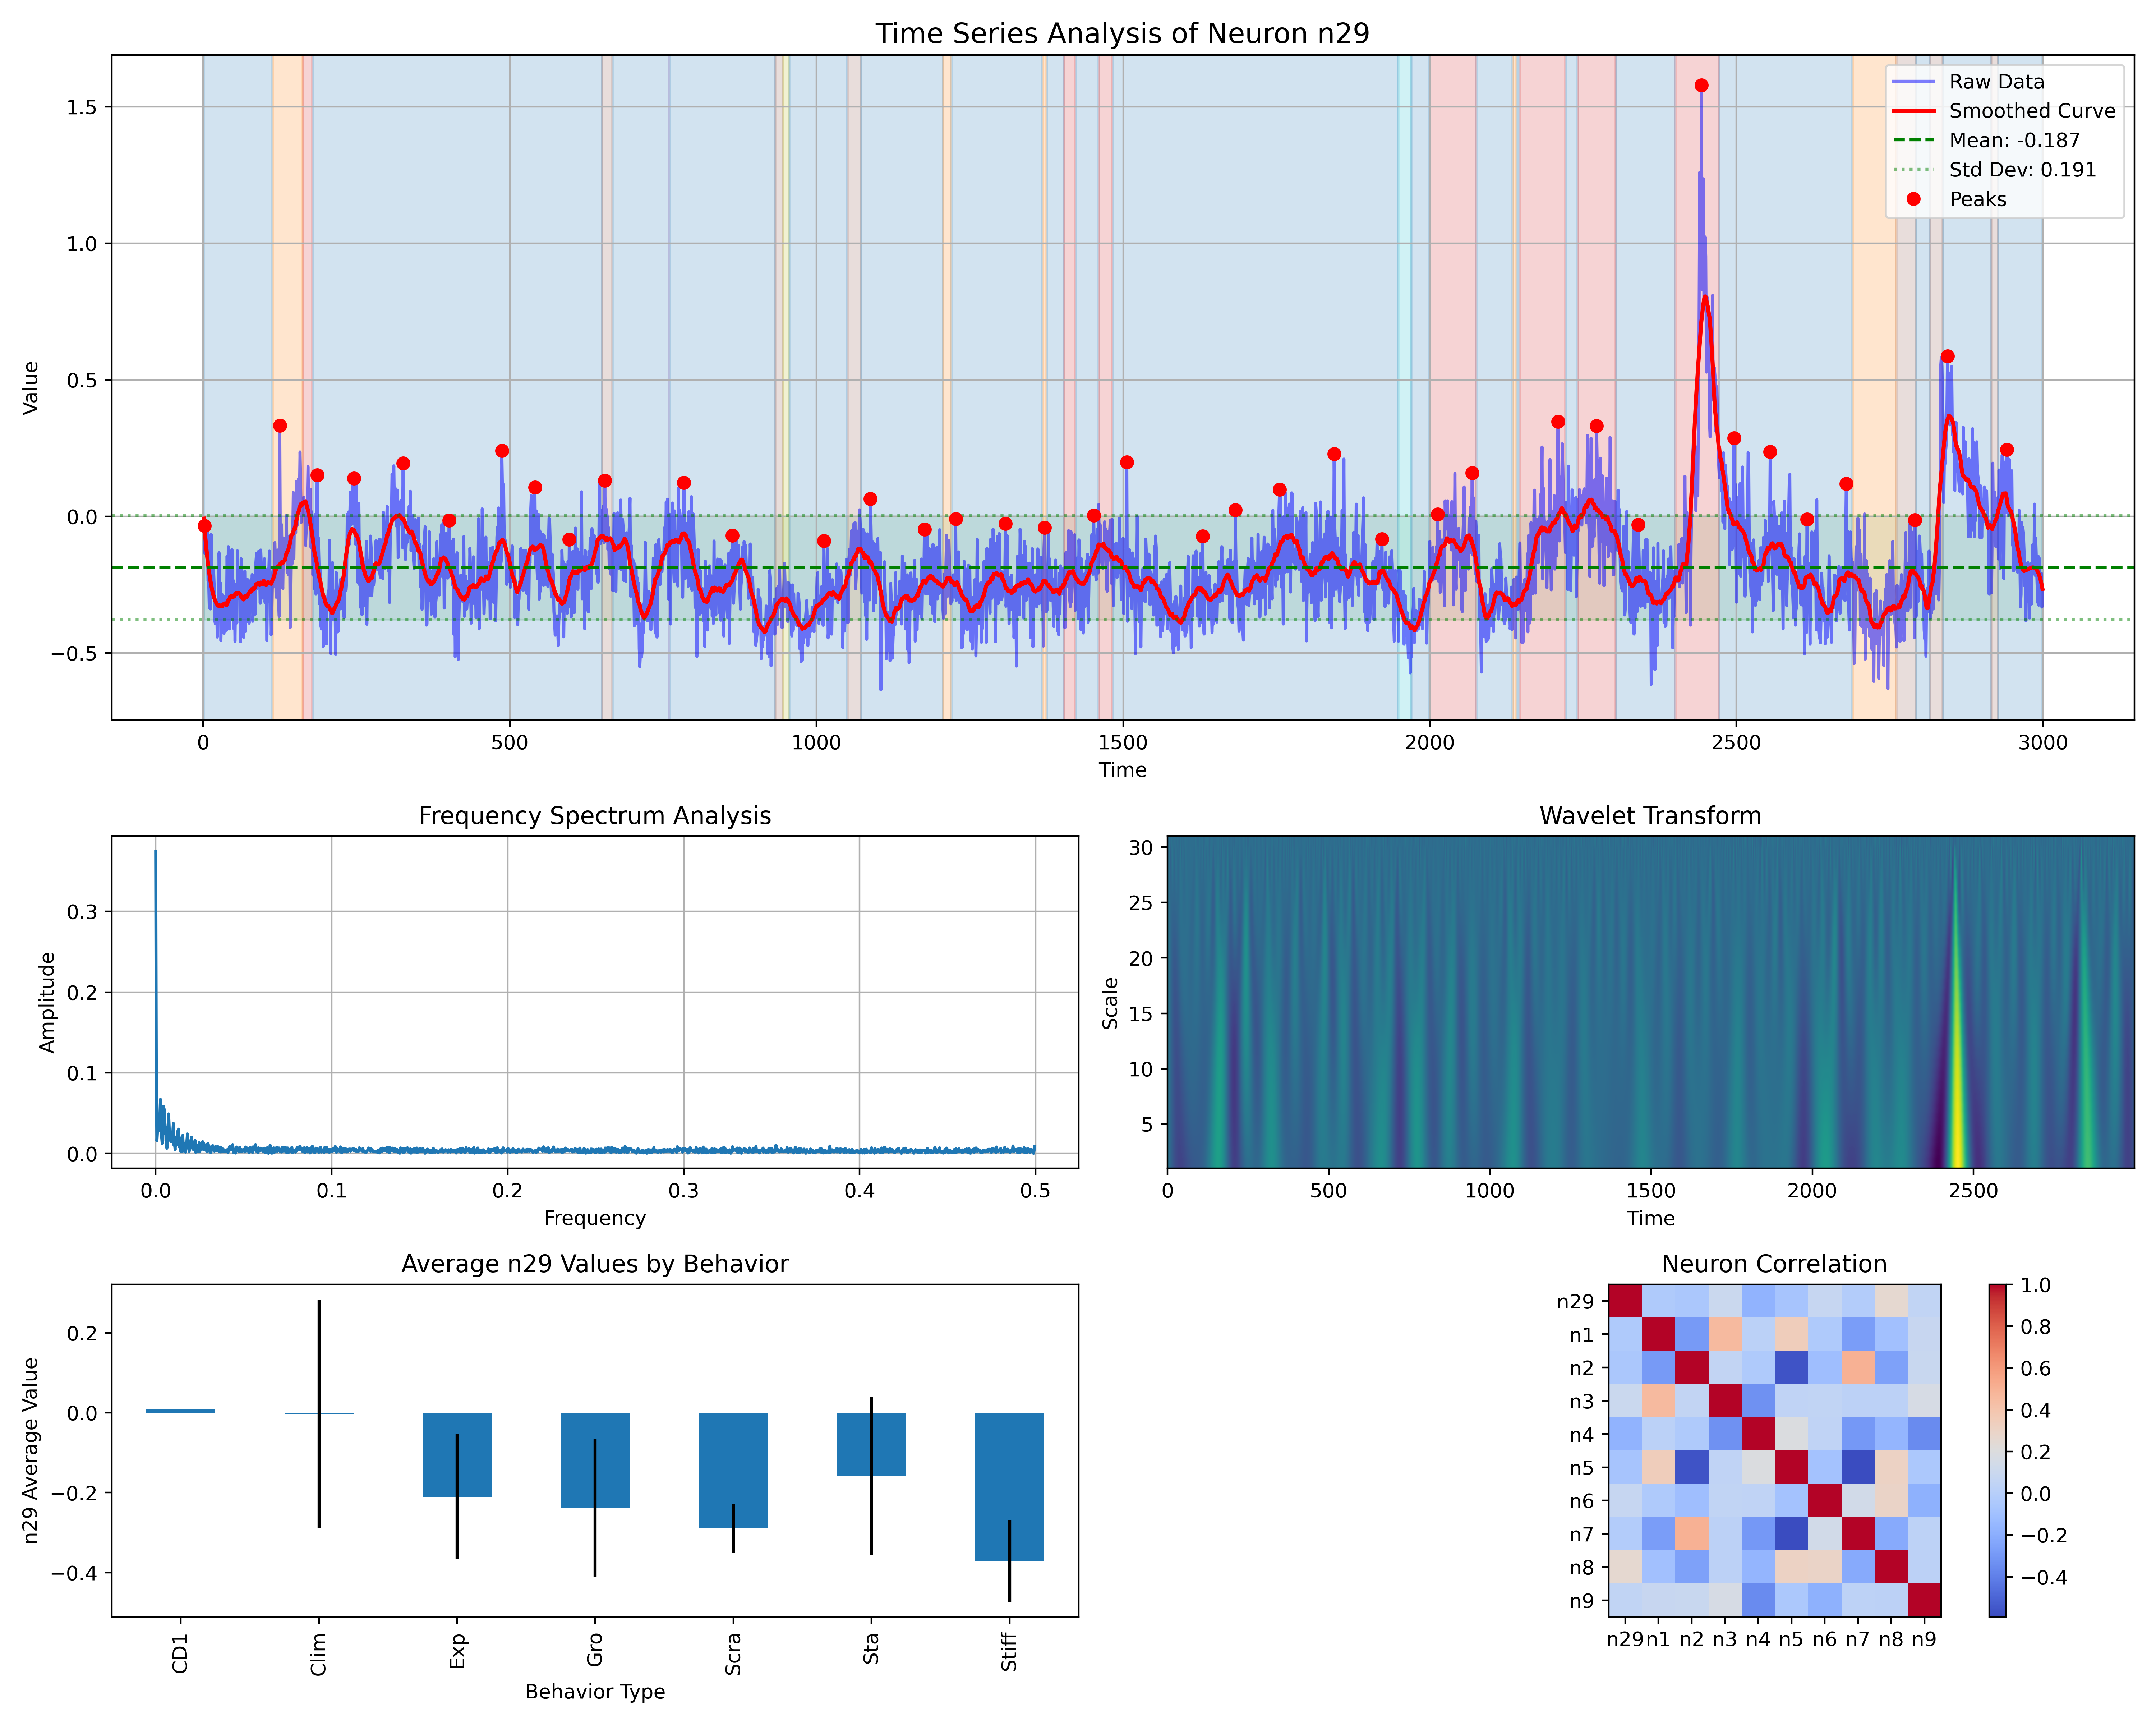 Time Series Analysis of Neuron n29
Value
1.5
1.0
0.5
0.0
−0.5
Raw Data
Smoothed Curve
Mean: -0.187
Std Dev: 0.191
Peaks
0 500 1000 1500 2000 2500 3000
Time
Frequency Spectrum Analysis
Amplitude
0.3
0.2
0.1
0.0
0.0 0.1 0.2 0.3 0.4 0.5
Frequency
Wavelet Transform
Scale
30
25
20
15
10
5
0 500 1000 1500 2000 2500
Time
Average n29 Values by Behavior
n29 Average Value
0.2
0.0
−0.2
−0.4
CD1 Clim Exp Gro Scra Sta Stiff
Behavior Type
Neuron Correlation
n29
n1
n2
n3
n4
n5
n6
n7
n8
n9
n29 n1 n2 n3 n4 n5 n6 n7 n8 n9
1.0
0.8
0.6
0.4
0.2
0.0
−0.2
−0.4